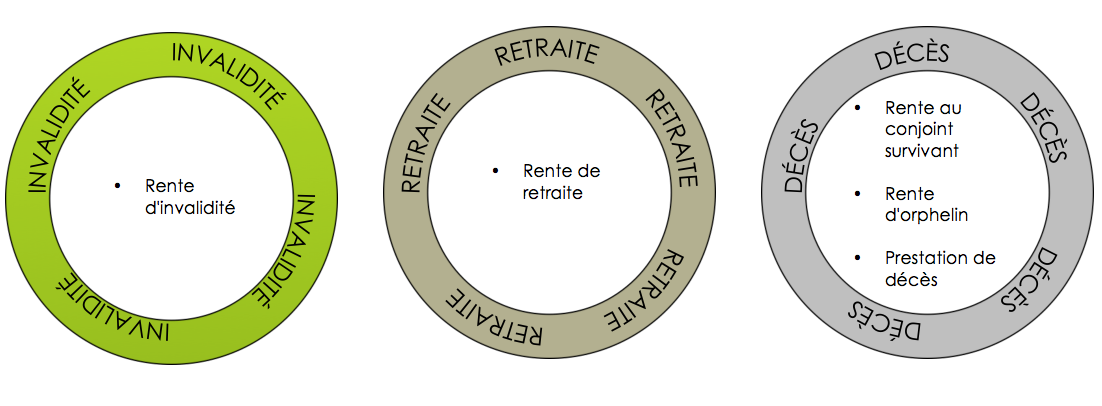 INVALIDITÉ
INVALIDITÉ
INVALIDITÉ
INVALIDITÉ
• Rente
d'invalidité
RETRAITE
RETRAITE
RETRAITE
RETRAITE
RETRAITE
• Rente de
retraite
DÉCÈS
DÉCÈS
DÉCÈS
DÉCÈS
DÉCÈS
• Rente au
conjoint
survivant
• Rente
d'orphelin
• Prestation de
décès